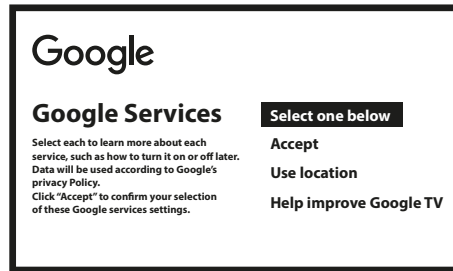 Google
Google Services
Select each to learn more about each
service, such as how to turn it on or off later.
Data will be used according to Google's
privacy Policy.
Click “Accept” to confirm your selection
of these Google services settings.
Select one below
Accept
Use location
Help improve Google TV